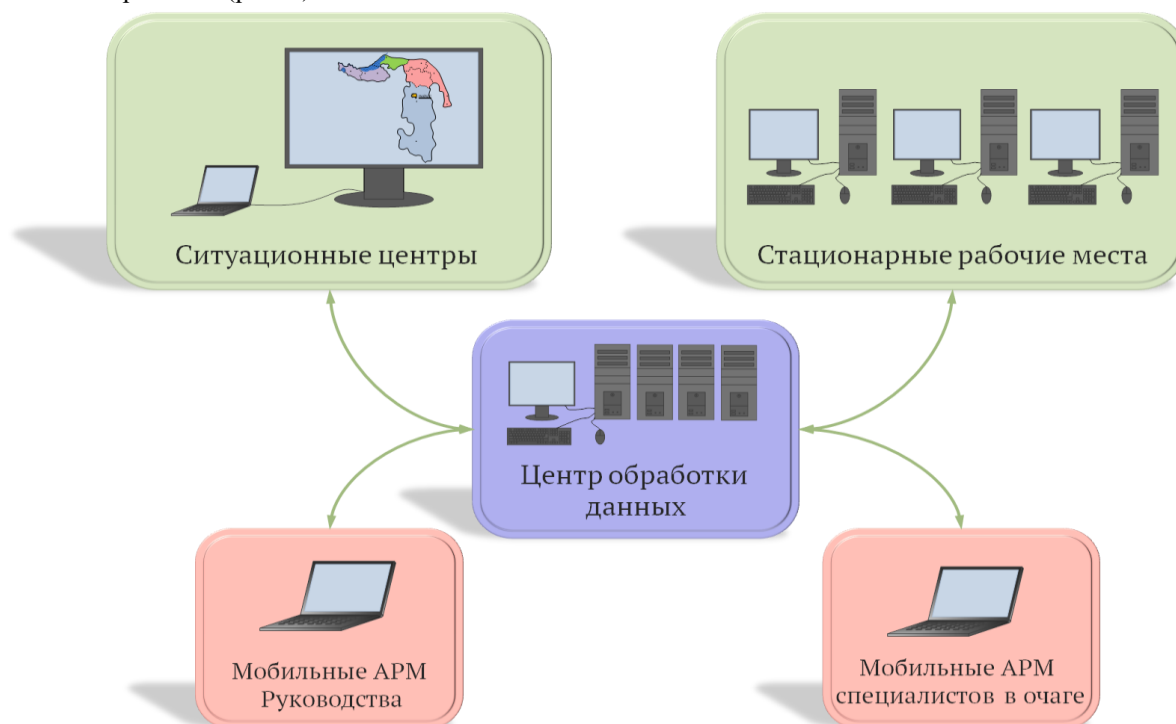 Ситуационные центры
Стационарные рабочие места
Центр обработки
данных
Мобильные АРМ
Руководства
Мобильные АРМ
специалистов в очаге